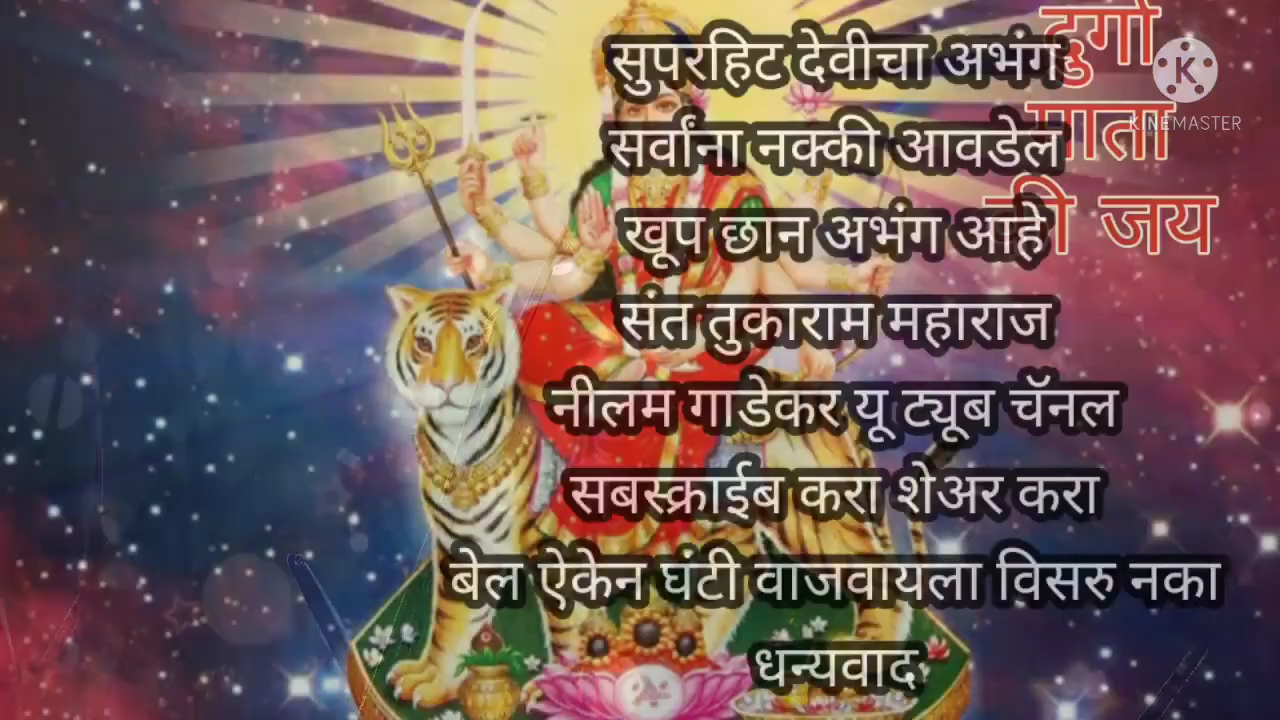 सुपरहिट देवीचा अभंग
सर्वांना नक्की आवडेल
खूप छान अभंग आहे
संत तुकाराम महाराज
नीलम गाडेकर यू ट्यूब चॅनल
सबस्क्राईब करा शेअर करा
बेल ऐकेन घंटी वाजवायला विसरु नका
धन्यवाद
दुर्गा
माता
की जय
K
KINEMASTER